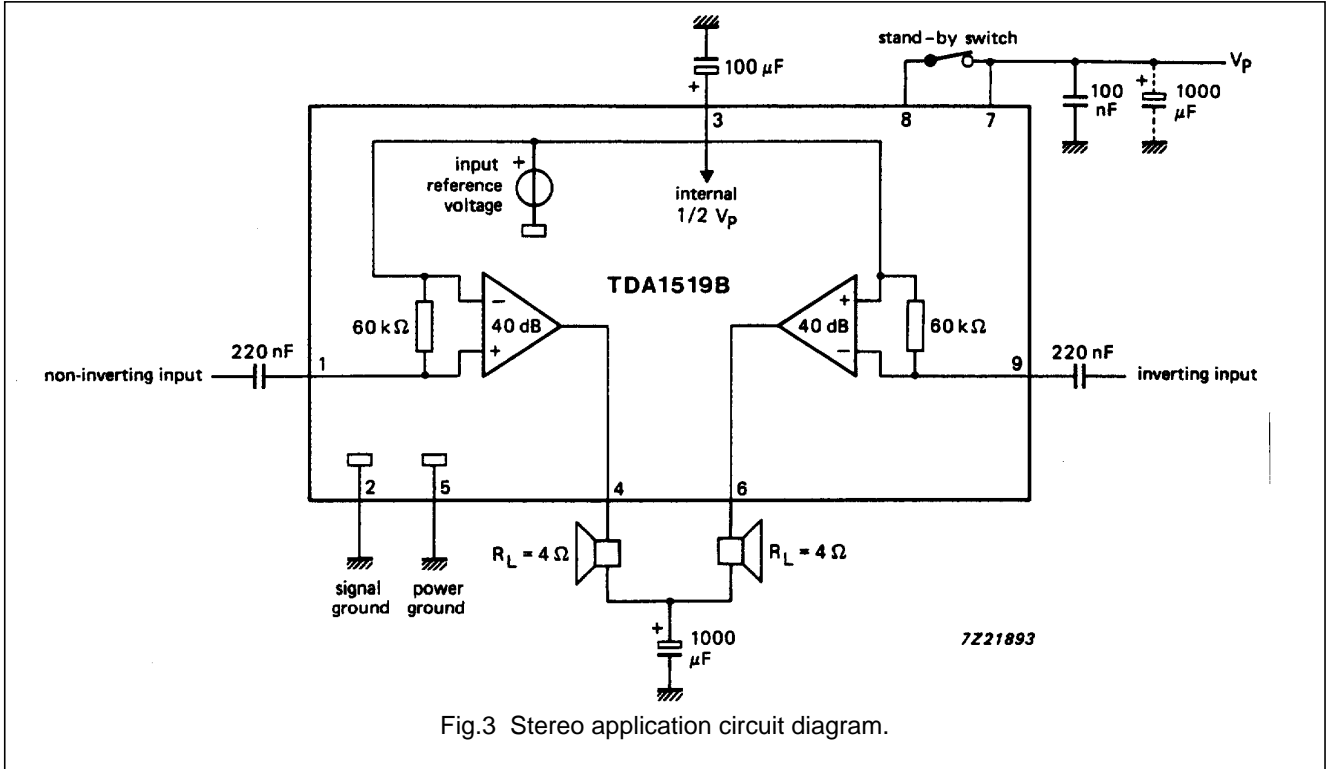 stand-by switch
100 µF
+
VP
3
8
7
100
nF
+
1000
µF
input
reference
voltage
+
internal
1/2 VP
TDA1519B
60 kΩ
−
40 dB
+
+
40 dB
−
60 kΩ
220 nF
non-inverting input
1
9
220 nF
inverting input
2
5
4
6
signal
ground
power
ground
RL = 4 Ω
RL = 4 Ω
+
1000
µF
7Z21893
Fig.3 Stereo application circuit diagram.